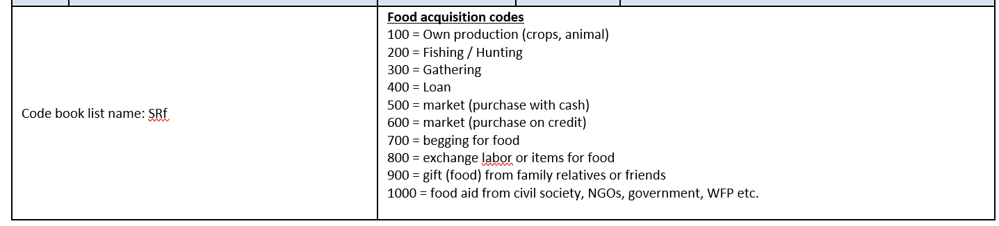 Code book list name: SRf
Food acquisition codes
100 = Own production (crops, animal)
200 = Fishing / Hunting
300 = Gathering
400 = Loan
500 = market (purchase with cash)
600 = market (purchase on credit)
700 = begging for food
800 = exchange labor or items for food
900 = gift (food) from family relatives or friends
1000 = food aid from civil society, NGOs, government, WFP etc.